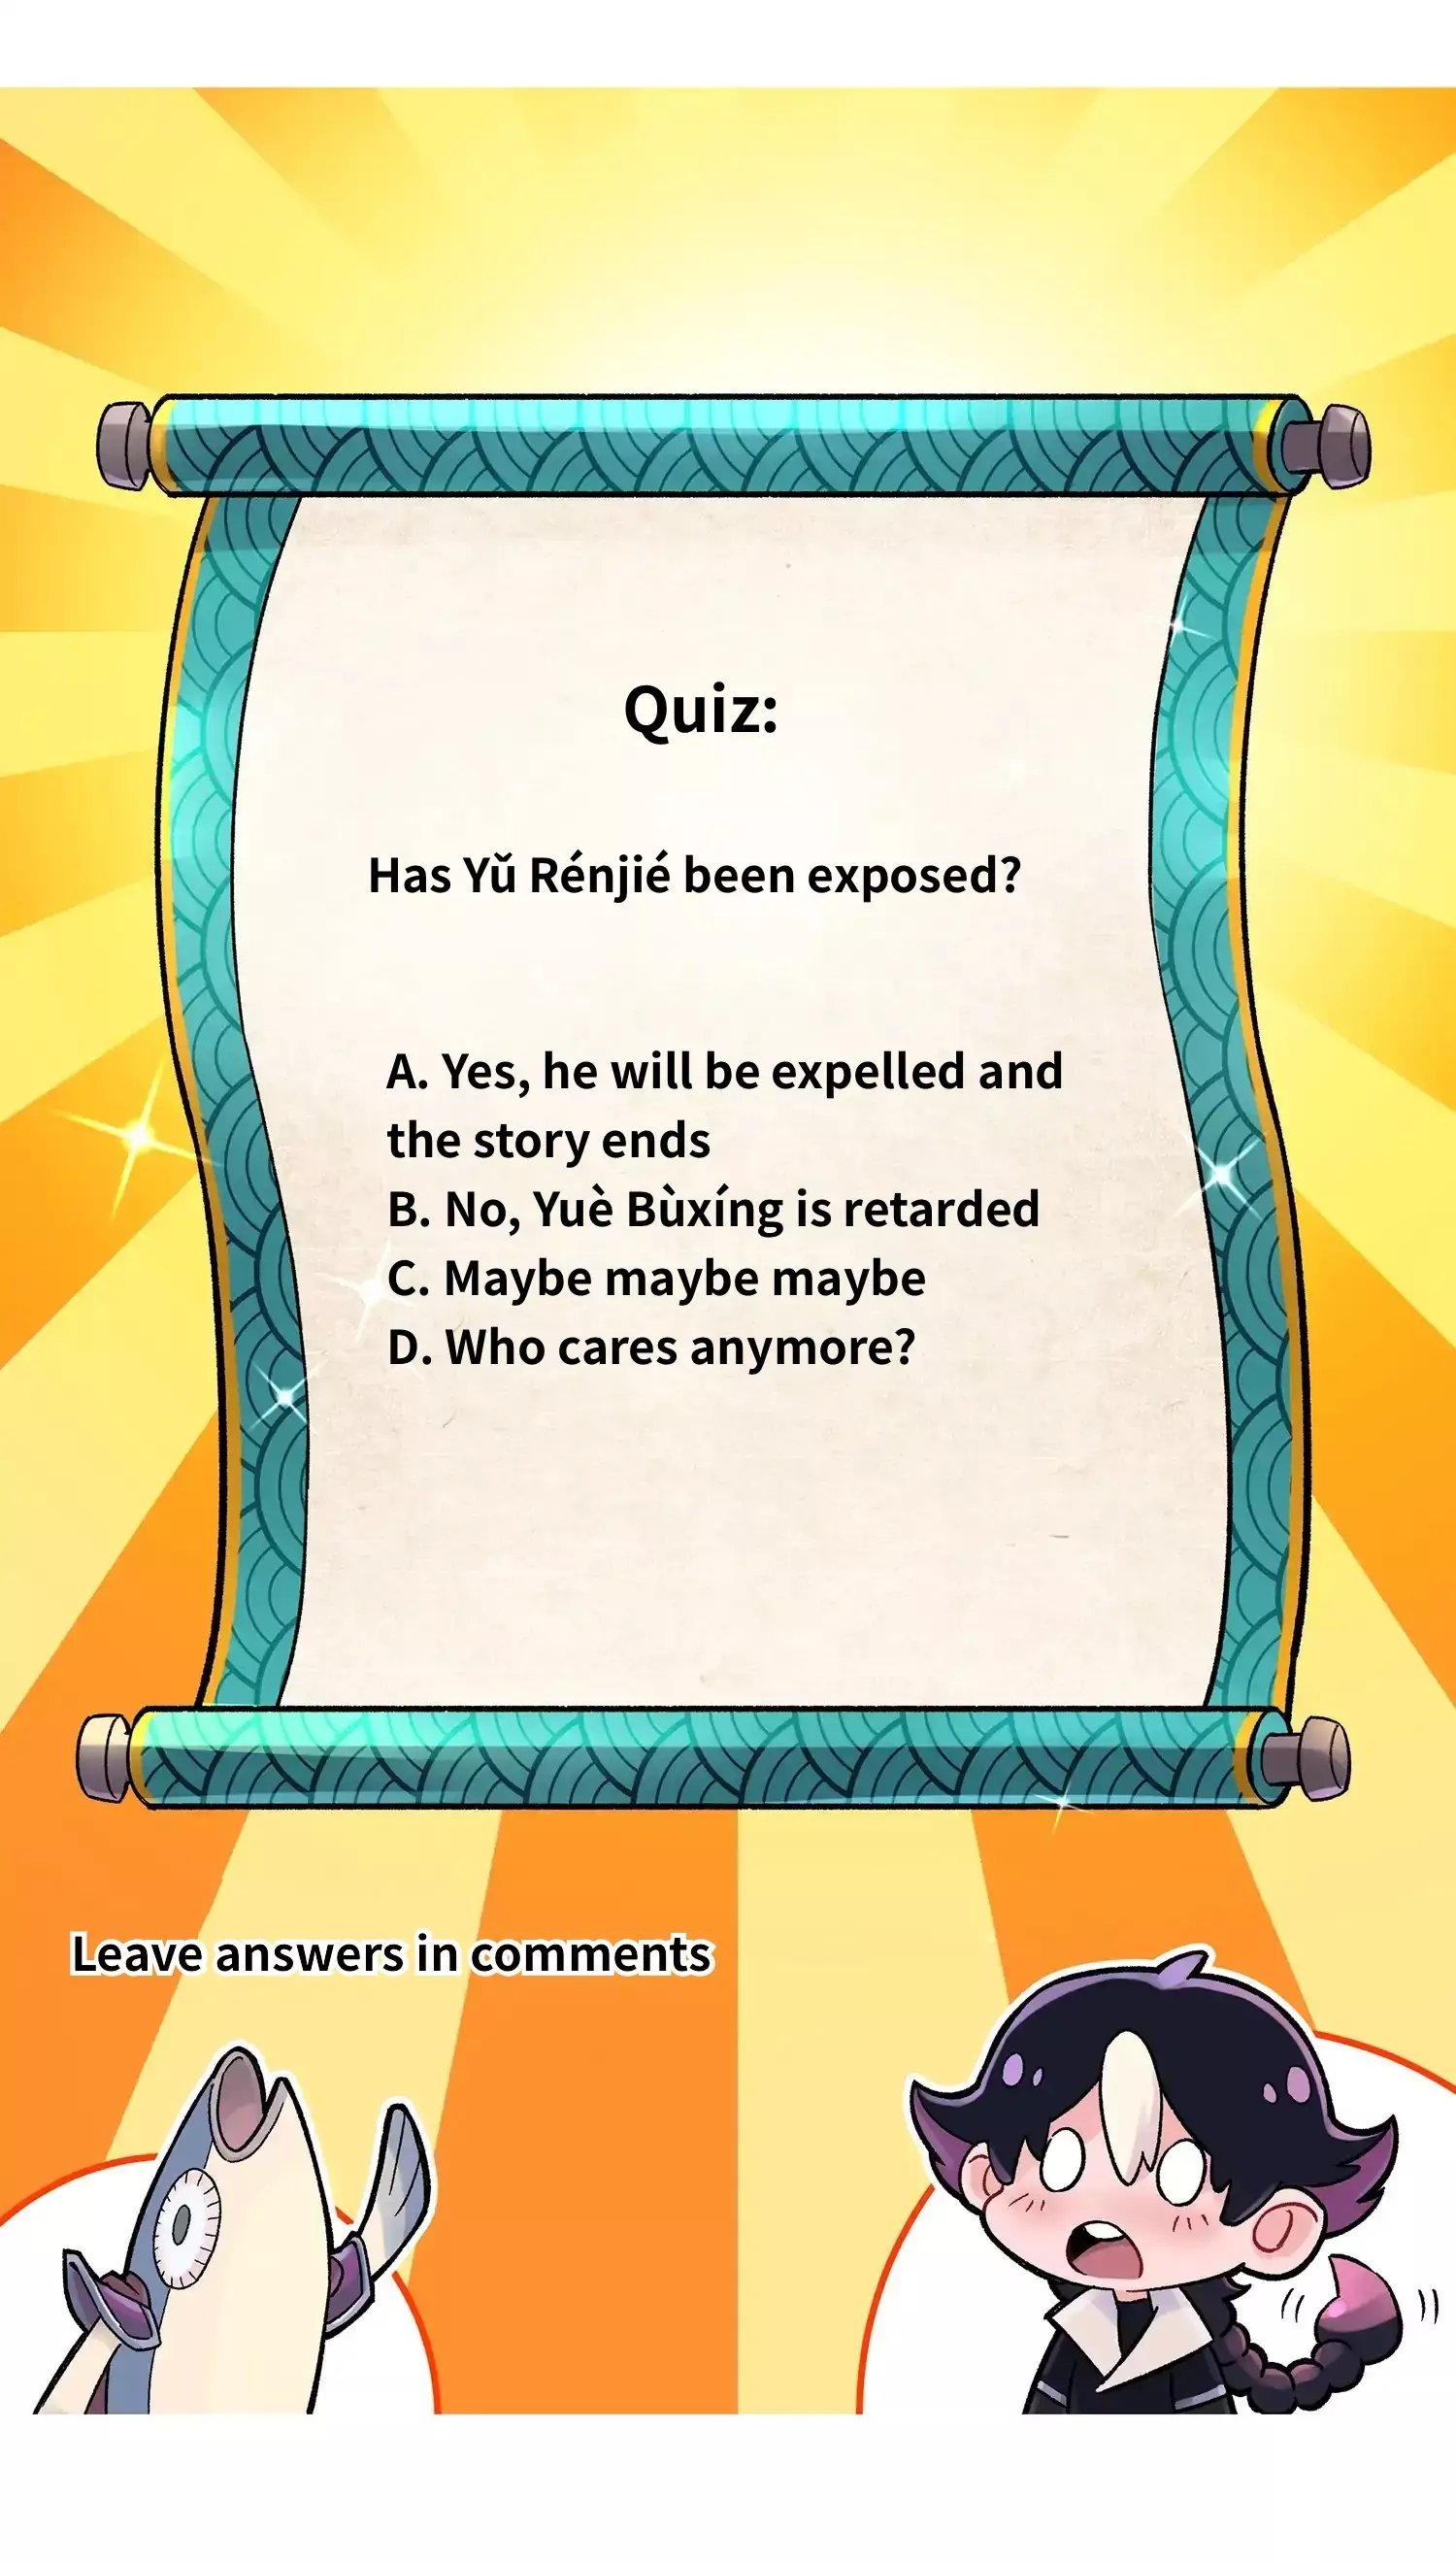 Quiz:
Has Yǔ Rénjié been exposed?
A. Yes, he will be expelled and
the story ends
B. No, Yuè Bùxíng is retarded
C. Maybe maybe maybe
D. Who cares anymore?
Leave answers in comments